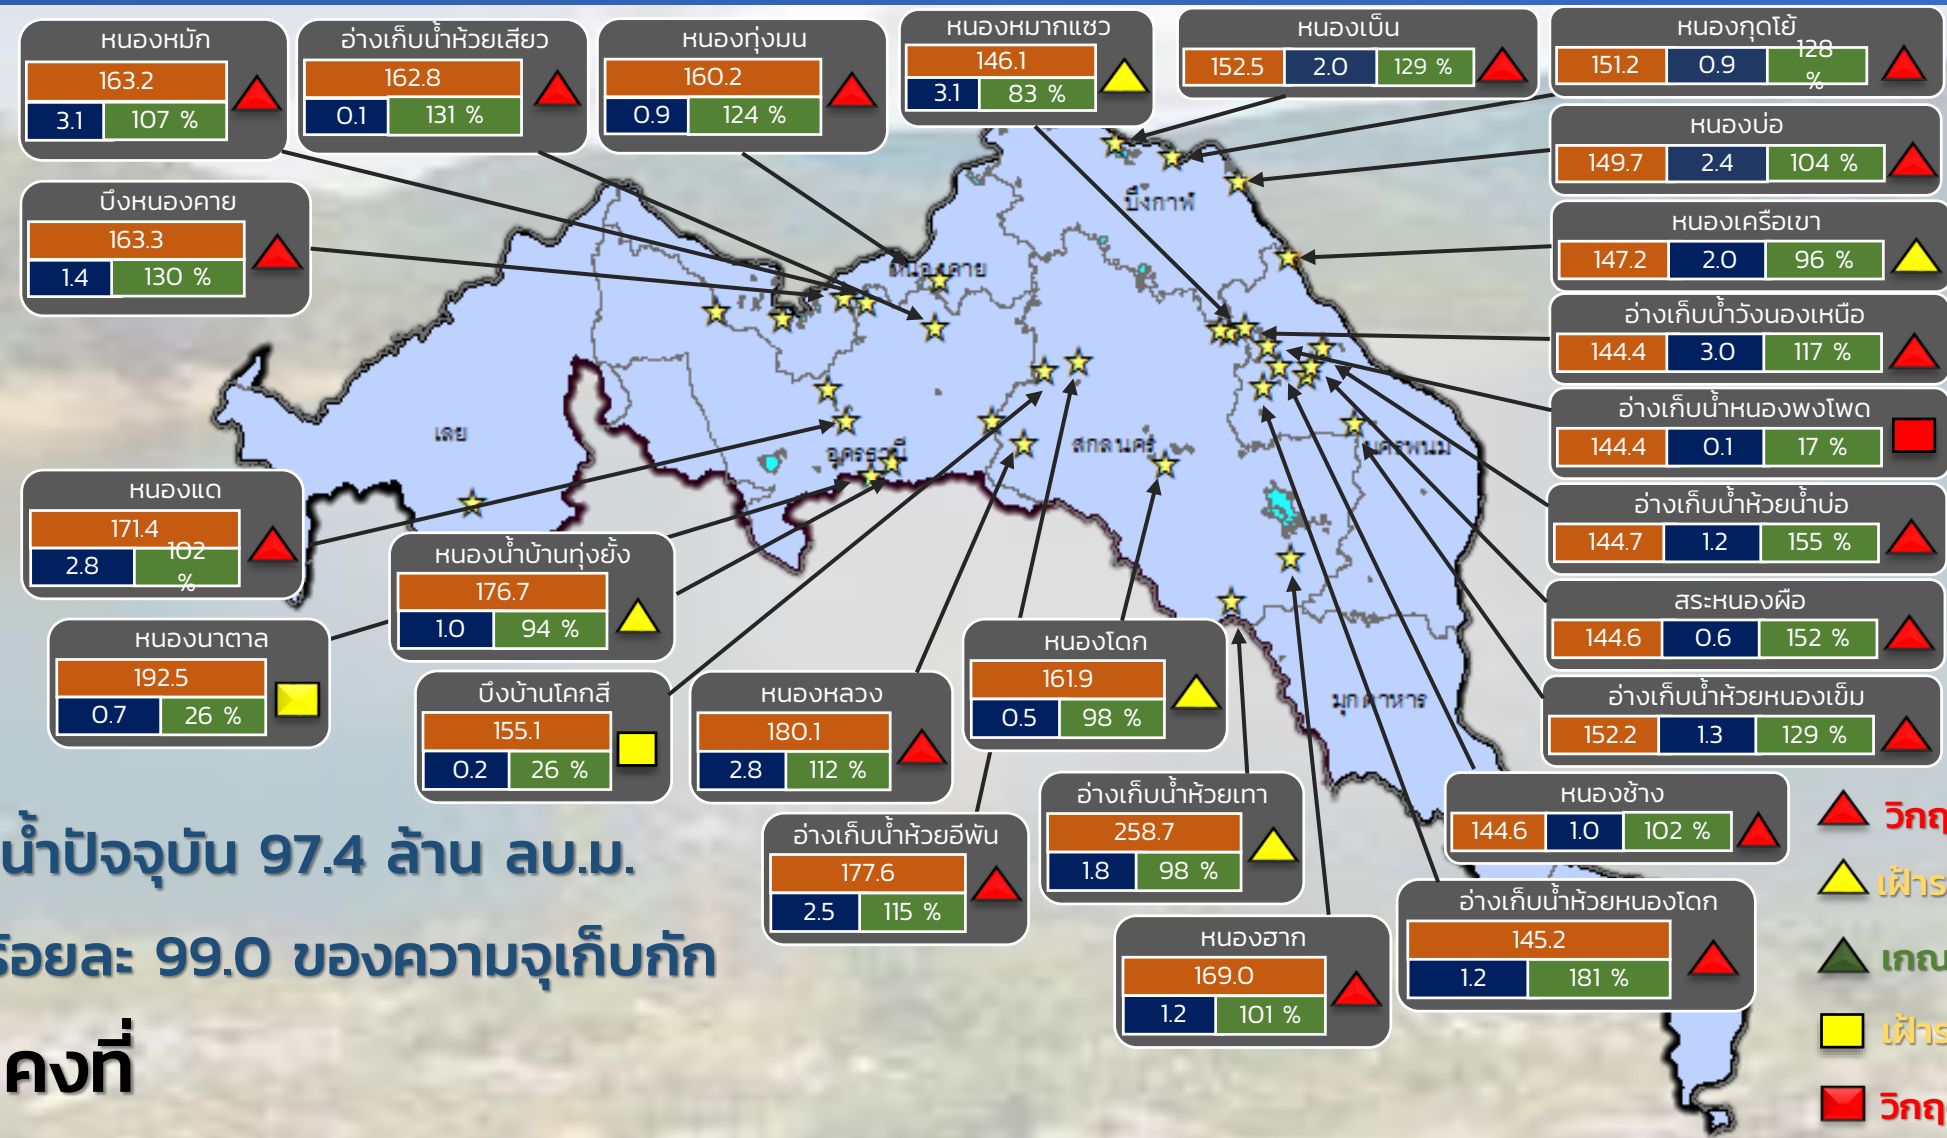 หนองหมัก
163.2
3.1 107 %
อ่างเก็บน้ำห้วยเสียว
162.8
0.1 131 %
หนองทุ่งมน
160.2
0.9 124 %
หนองหมากแซว
146.1
3.1 83 %
หนองเบ็น
152.5 2.0 129 %
หนองกุดโย้
151.2 0.9 128 %
หนองบ่อ
149.7 2.4 104 %
บึงหนองคาย
163.3
1.4 130 %
หนองเครือเขา
147.2 2.0 96 %
อ่างเก็บน้ำวังนองเหนือ
144.4 3.0 117 %
อ่างเก็บน้ำหนองพงโพด
144.4 0.1 17 %
อ่างเก็บน้ำห้วยน้ำบ่อ
144.7 1.2 155 %
สระหนองผือ
144.6 0.6 152 %
อ่างเก็บน้ำห้วยหนองเข็ม
152.2 1.3 129 %
บึงกาฬ
หนองคาย
เลย
อุดรธานี
สกลนคร
นครพนม
มุกดาหาร
หนองแด
171.4
2.8 102 %
หนองน้ำบ้านทุ่งยั้ง
176.7
1.0 94 %
หนองนาตาล
192.5
0.7 26 %
บึงบ้านโคกสี
155.1
0.2 26 %
หนองหลวง
180.1
2.8 112 %
หนองโดก
161.9
0.5 98 %
อ่างเก็บน้ำห้วยอีพัน
177.6
2.5 115 %
อ่างเก็บน้ำห้วยเทา
258.7
1.8 98 %
หนองฮาก
169.0
1.2 101 %
หนองช้าง
144.6 1.0 102 %
อ่างเก็บน้ำห้วยหนองโดก
145.2
1.2 181 %
น้ำปัจจุบัน 97.4 ล้าน ลบ.ม.
ร้อยละ 99.0 ของความจุเก็บกัก
คงที่